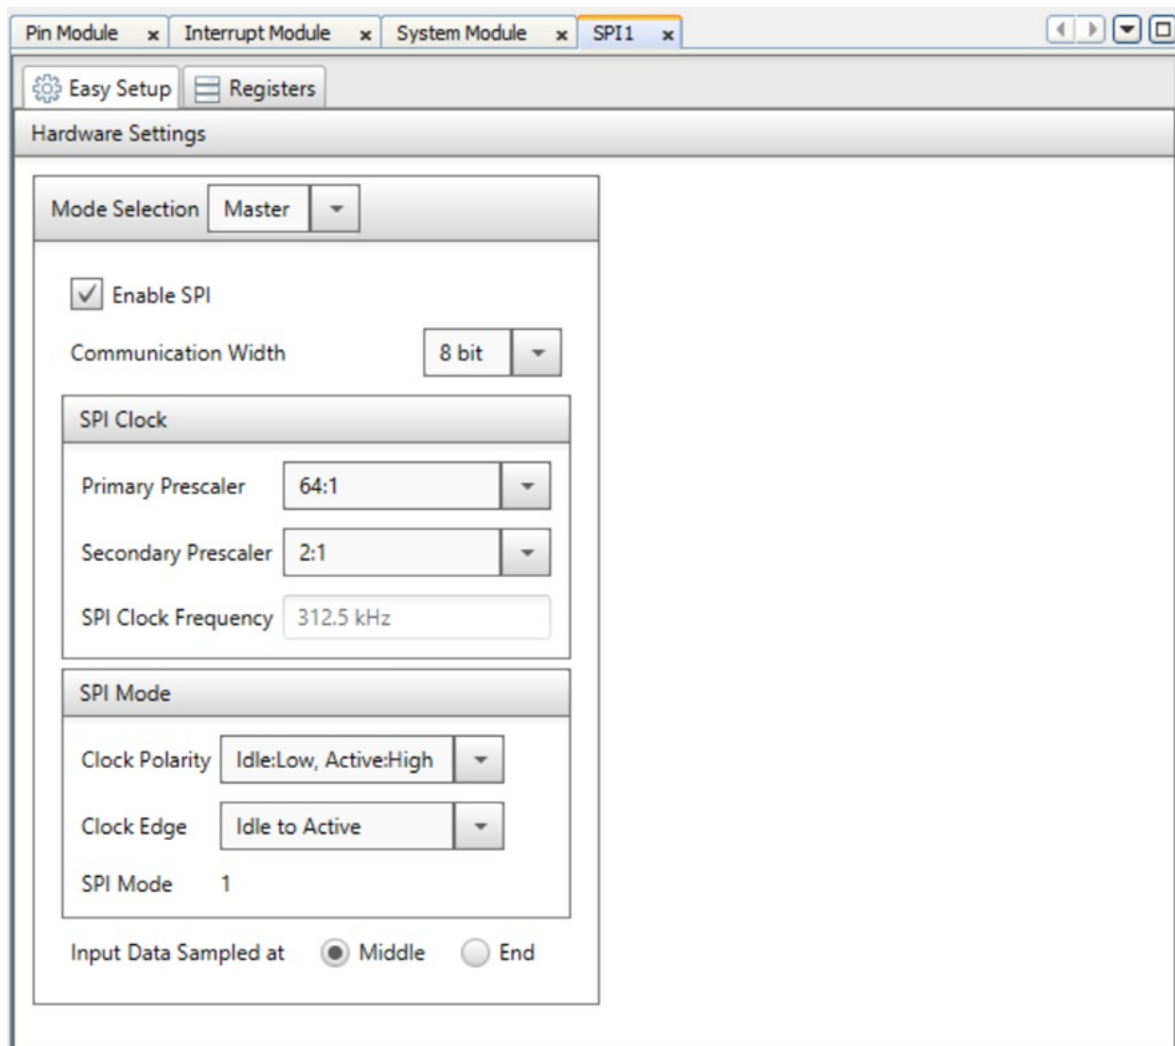 Pin Module x Interrupt Module x System Module x SPI1 x
Easy Setup Registers
Hardware Settings
Mode Selection Master
Enable SPI
Communication Width 8 bit
SPI Clock
Primary Prescaler 64:1
Secondary Prescaler 2:1
SPI Clock Frequency 312.5 kHz
SPI Mode
Clock Polarity Idle:Low, Active:High
Clock Edge Idle to Active
SPI Mode 1
Input Data Sampled at Middle End